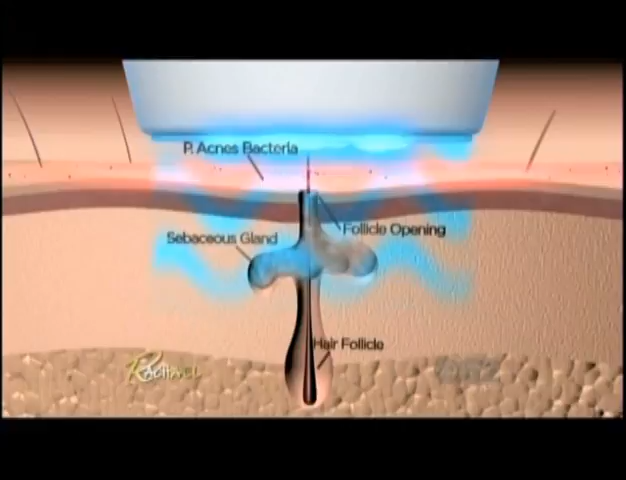 P. Acnes Bacteria
Follicle Opening
Sebaceous Gland
Hair Follicle